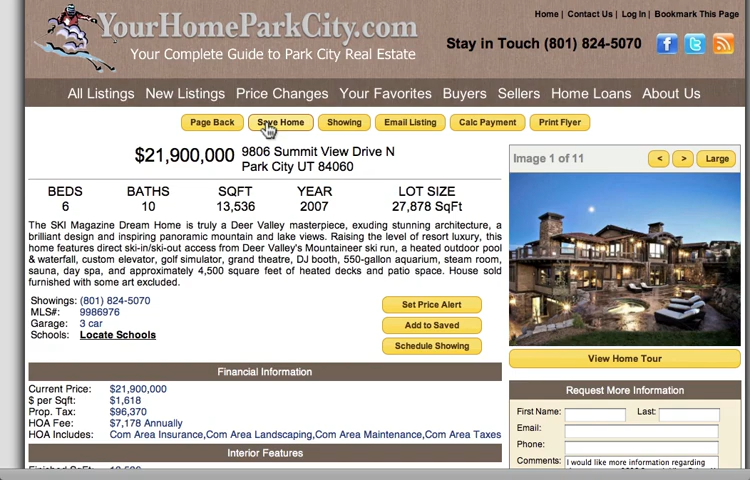 YourHomeParkCity.com
Your Complete Guide to Park City Real Estate
Home | Contact Us | Log In | Bookmark This Page
Stay in Touch (801) 824-5070
All Listings New Listings Price Changes Your Favorites Buyers Sellers Home Loans About Us
Page Back Save Home Showing Email Listing Calc Payment Print Flyer
$21,900,000 9806 Summit View Drive N
Park City UT 84060
BEDS BATHS SQFT YEAR LOT SIZE
6 10 13,536 2007 27,878 SqFt
The SKI Magazine Dream Home is truly a Deer Valley masterpiece, exuding stunning architecture, a
brilliant design and inspiring panoramic mountain and lake views. Raising the level of resort luxury, this
home features direct ski-in/ski-out access from Deer Valley's Mountaineer ski run, a heated outdoor pool
& waterfall, custom elevator, golf simulator, grand theatre, DJ booth, 550-gallon aquarium, steam room,
sauna, day spa, and approximately 4,500 square feet of heated decks and patio space. House sold
furnished with some art excluded.
Showings: (801) 824-5070
MLS#: 9986976
Garage: 3 car
Schools: Locate Schools
Set Price Alert
Add to Saved
Schedule Showing
Financial Information
Current Price: $21,900,000
$ per Sqft: $1,618
Prop. Tax: $96,370
HOA Fee: $7,178 Annually
HOA Includes: Com Area Insurance,Com Area Landscaping,Com Area Maintenance,Com Area Taxes
Interior Features
Image 1 of 11 < > Large
View Home Tour
Request More Information
First Name: Last:
Email:
Phone:
Comments: I would like more information regarding